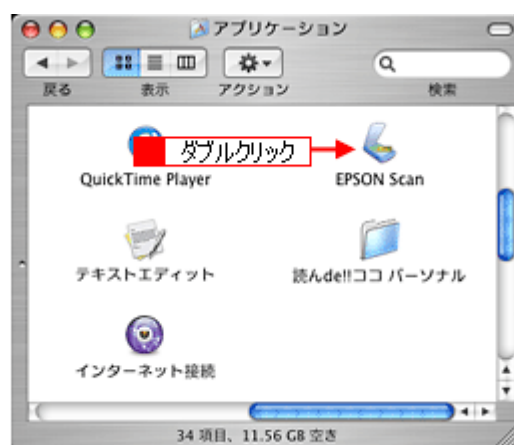 アプリケーション
戻る 表示 アクション 検索
ダブルクリック
QuickTime Player EPSON Scan
テキストエディット 読んde!!ココ パーソナル
インターネット接続
34 項目、11.56 GB 空き